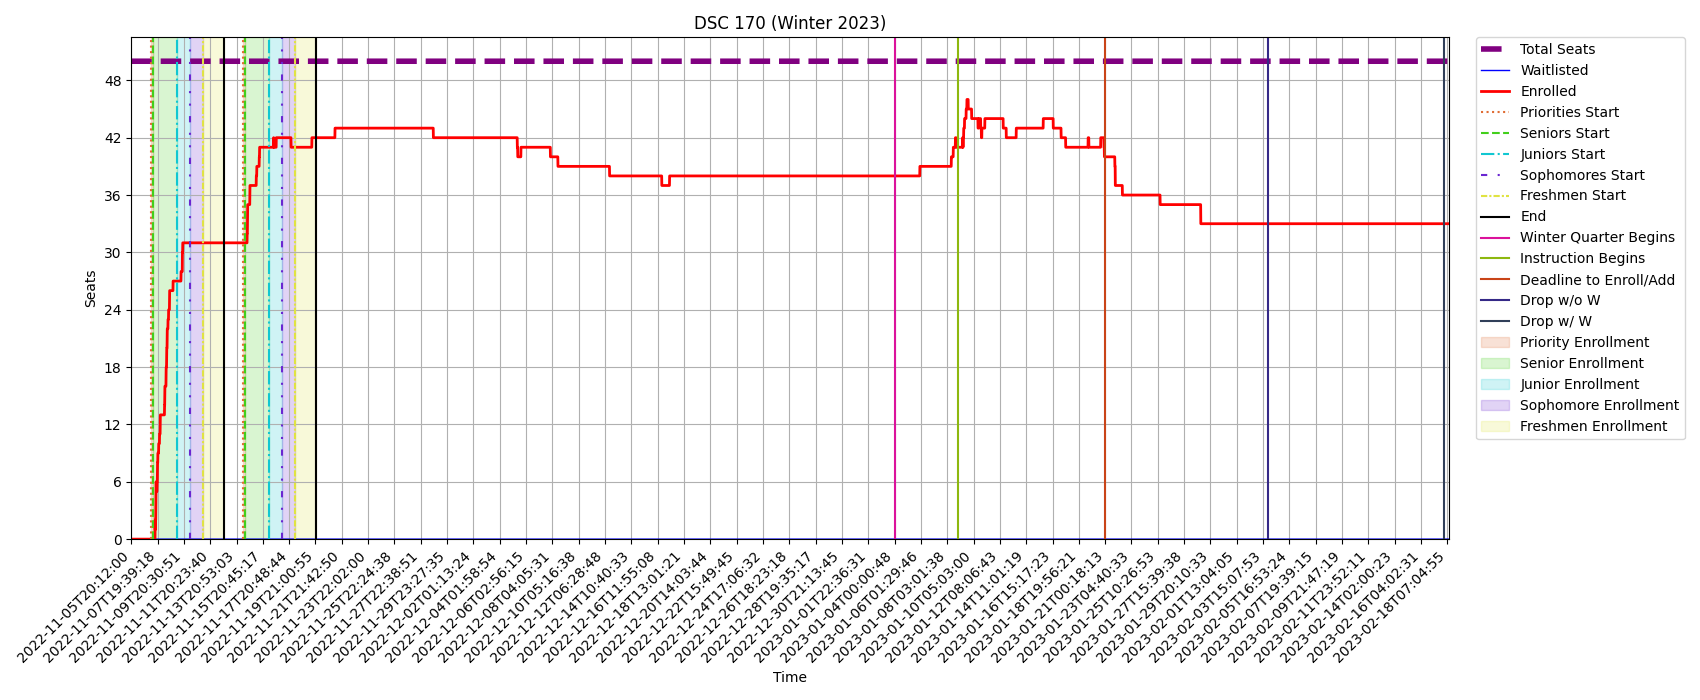 DSC 170 (Winter 2023)
Total Seats
Waitlisted
Enrolled
Priorities Start
Seniors Start
Juniors Start
Sophomores Start
Freshmen Start
End
Winter Quarter Begins
Instruction Begins
Deadline to Enroll/Add
Drop w/o W
Drop w/ W
Priority Enrollment
Senior Enrollment
Junior Enrollment
Sophomore Enrollment
Freshmen Enrollment
Seats
48
42
36
30
24
18
12
6
0
2022-11-05T20:12:00
2022-11-07T19:39:18
2022-11-09T20:30:51
2022-11-11T20:23:40
2022-11-13T20:53:03
2022-11-15T20:45:17
2022-11-17T20:48:44
2022-11-19T21:00:55
2022-11-21T21:42:50
2022-11-23T22:02:00
2022-11-25T22:24:38
2022-11-27T22:38:51
2022-11-29T23:27:35
2022-12-02T01:13:24
2022-12-04T01:58:54
2022-12-06T02:56:15
2022-12-08T04:05:31
2022-12-10T05:16:38
2022-12-12T06:28:48
2022-12-14T10:40:33
2022-12-16T11:55:08
2022-12-18T13:01:22
2022-12-20T14:03:44
2022-12-22T15:49:45
2022-12-24T17:06:32
2022-12-26T18:23:18
2022-12-28T19:35:17
2022-12-30T21:13:45
2023-01-01T22:36:31
2023-01-04T00:00:48
2023-01-06T01:29:46
2023-01-08T03:01:38
2023-01-10T05:03:00
2023-01-12T08:06:43
2023-01-14T11:01:19
2023-01-16T15:17:23
2023-01-18T19:56:21
2023-01-21T00:18:13
2023-01-23T04:40:33
2023-01-25T10:26:53
2023-01-27T15:39:38
2023-01-29T20:10:33
2023-02-01T13:04:05
2023-02-03T15:07:53
2023-02-05T16:53:24
2023-02-07T19:39:15
2023-02-09T21:47:19
2023-02-11T23:52:11
2023-02-14T02:00:23
2023-02-16T04:02:31
2023-02-18T07:04:55
Time